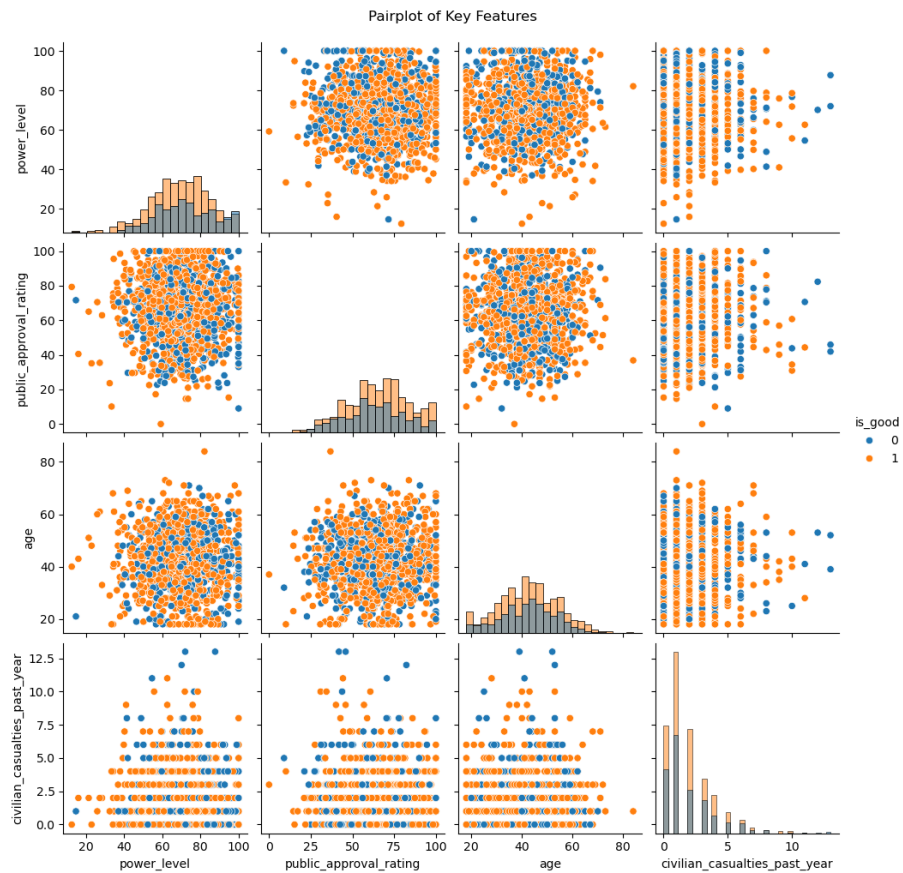 Pairplot of Key Features
100
80
60
40
20
power_level
100
80
60
40
20
0
public_approval_rating
is_good
0
1
80
60
40
20
age
12.5
10.0
7.5
5.0
2.5
0.0
civilian_casualties_past_year
20 40 60 80 100
0 20 40 60 80 100
20 40 60 80
0 5 10
power_level
public_approval_rating
age
civilian_casualties_past_year